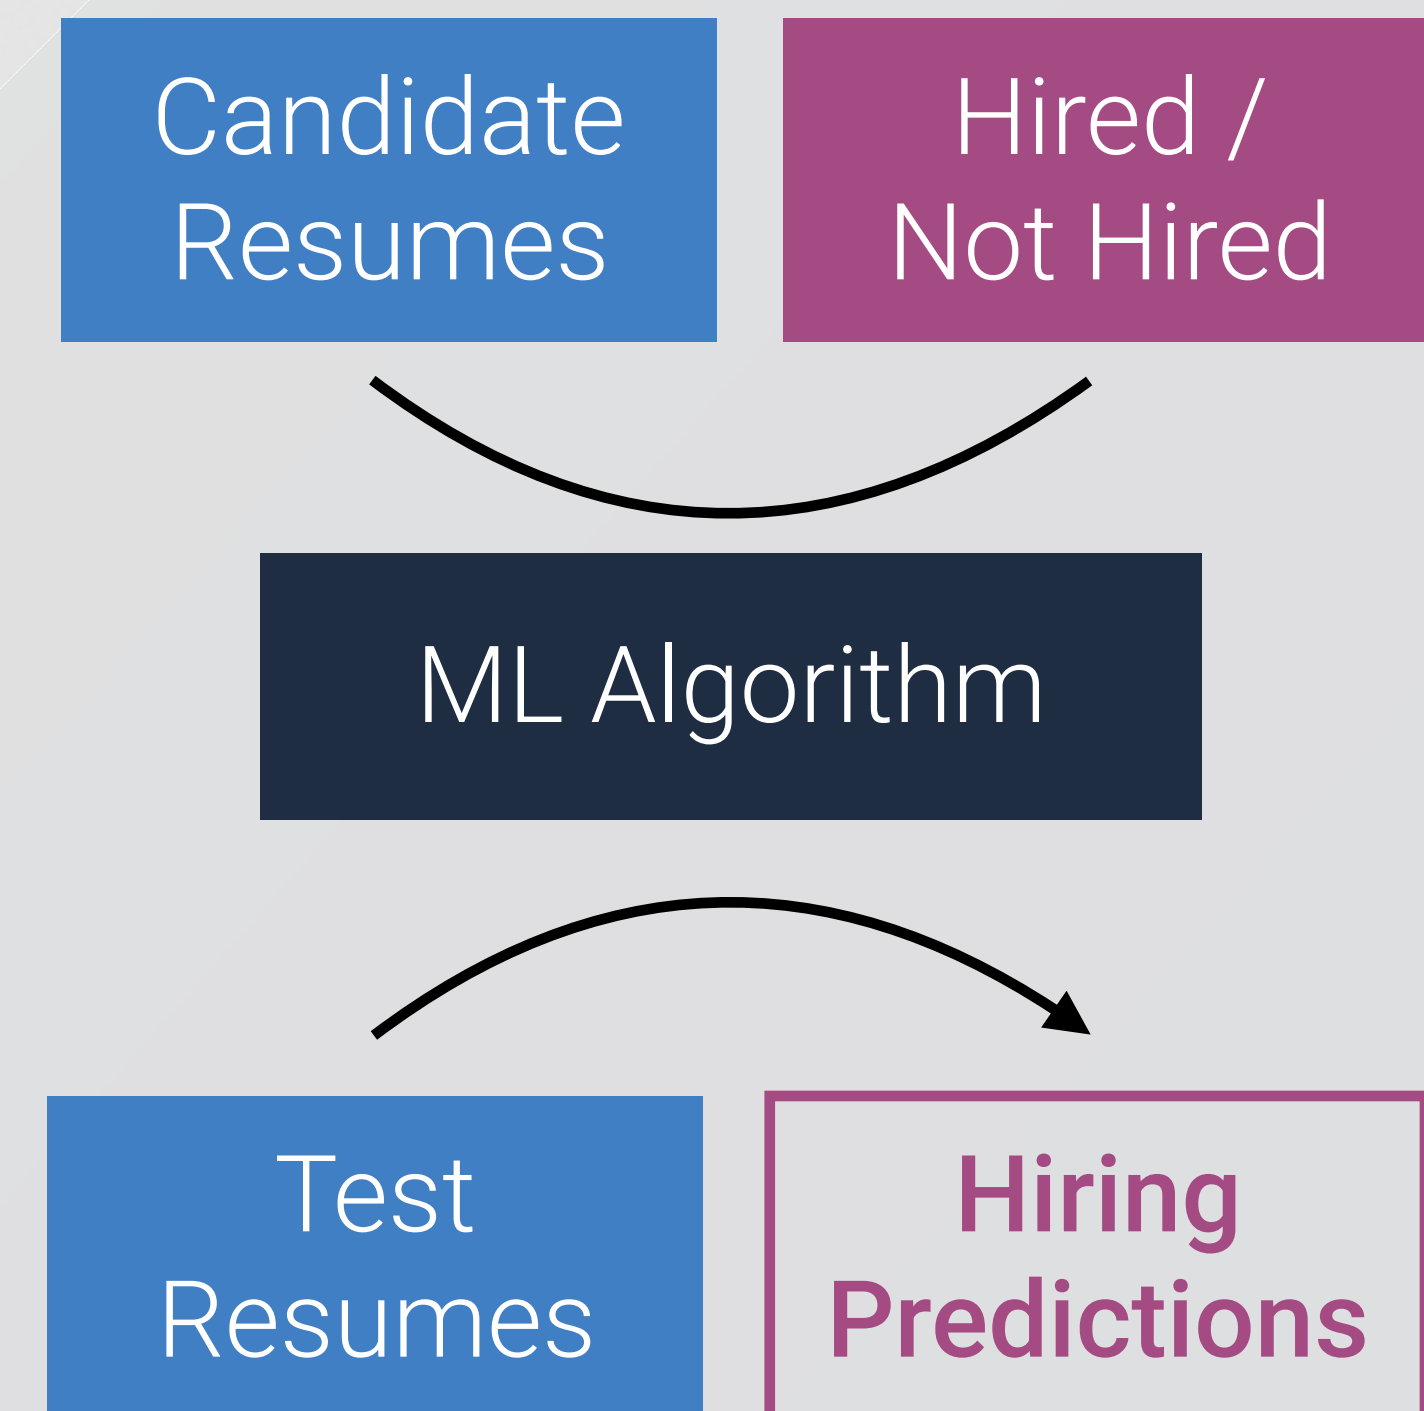 Candidate
Resumes
Hired /
Not Hired
ML Algorithm
Test
Resumes
Hiring
Predictions